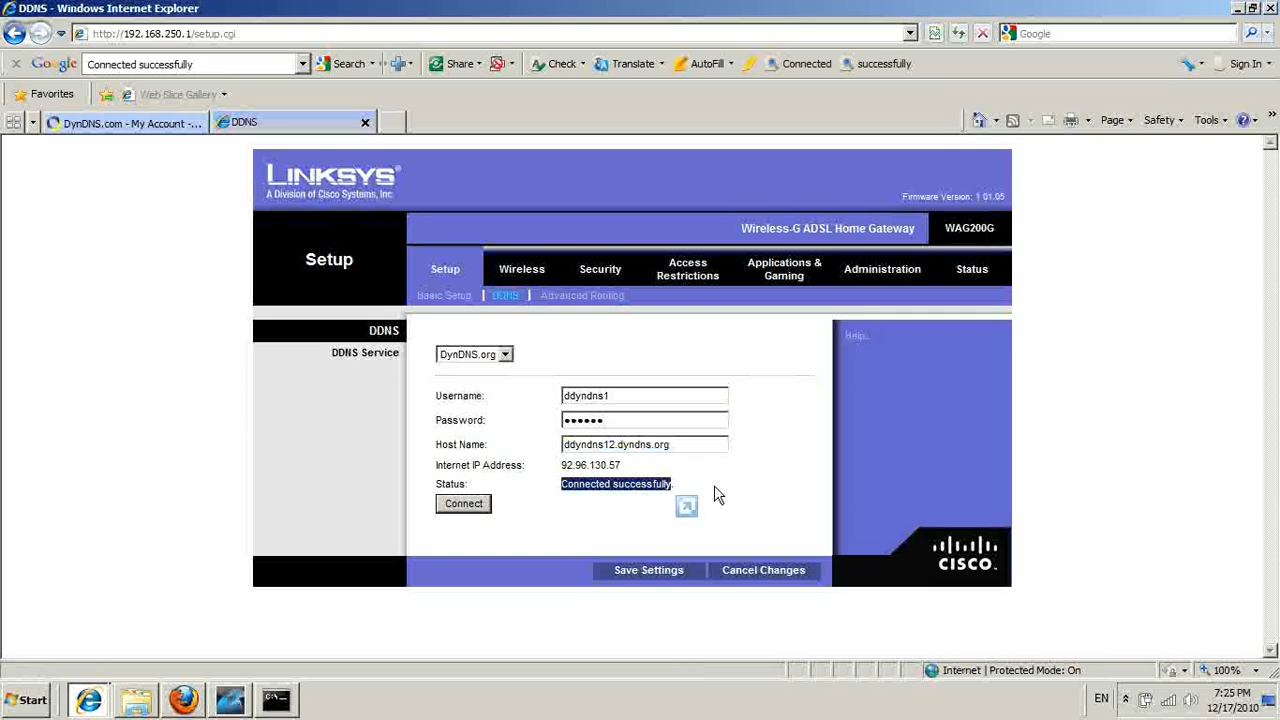 DDNS - Windows Internet Explorer
http://192.168.250.1/setup.cgi
Google
Google Connected successfully Search Share Check Translate AutoFill Connected successfully Sign In
Favorites Web Slice Gallery
DynDNS.com - My Account -... DDNS Page Safety Tools
LINKSYS®
A Division of Cisco Systems, Inc.
Firmware Version: 1 01.05
Wireless-G ADSL Home Gateway WAG200G
Setup
Setup Wireless Security Access Restrictions Applications & Gaming Administration Status
Basic Setup | DDNS | Advanced Routing
DDNS
DDNS Service DynDNS.org
Help...
Username: ddyndns1
Password: ••••••
Host Name: ddyndns12.dyndns.org
Internet IP Address: 92.96.130.57
Status: Connected successfully.
Connect
CISCO
Save Settings Cancel Changes
Internet | Protected Mode: On 100%
Start EN 7:25 PM
12/17/2010